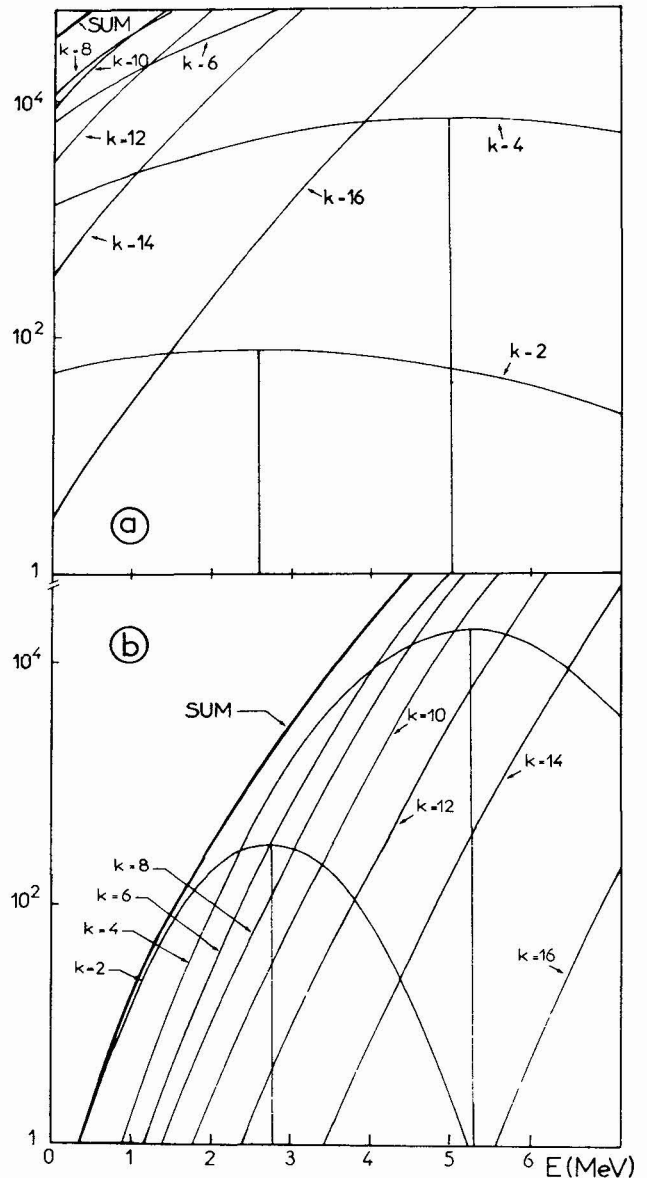 SUM
k=8
k=10
k=6
10⁴
k=12
k=4
k=14
k=16
10²
k=2
a
1
b
10⁴
SUM
k=10
k=14
k=12
k=8
10²
k=6
k=4
k=2
k=16
1
0 1 2 3 4 5 6 E(MeV)